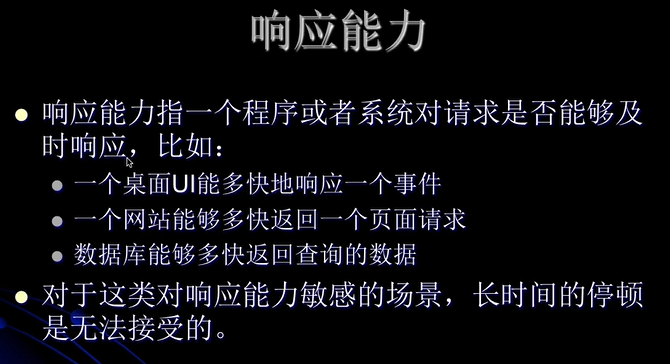 响应能力
响应能力指一个程序或者系统对请求是否能够及
时响应，比如：
一个桌面UI能多快地响应一个事件
一个网站能够多快返回一个页面请求
数据库能够多快返回查询的数据
对于这类对响应能力敏感的场景，长时间的停顿
是无法接受的。